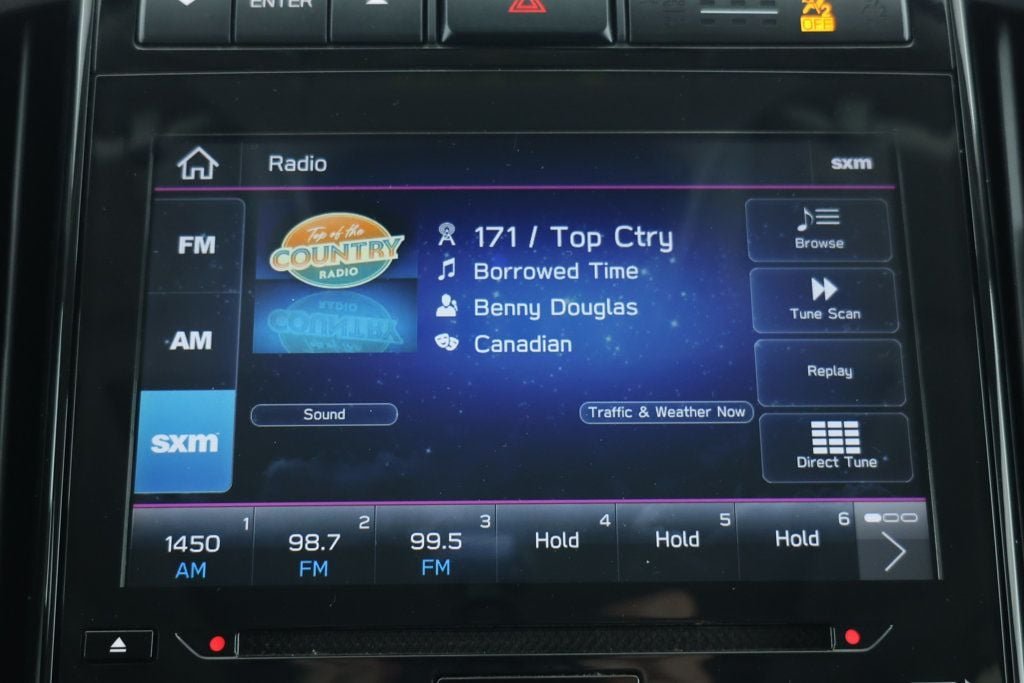 ENTER
OFF
Radio
sxm
FM
AM
sxm
Top of the
COUNTRY
RADIO
171 / Top Ctry
Borrowed Time
Benny Douglas
Canadian
Browse
Tune Scan
Replay
Direct Tune
Sound
Traffic & Weather Now
1
1450
AM
2
98.7
FM
3
99.5
FM
4
Hold
5
Hold
6
Hold